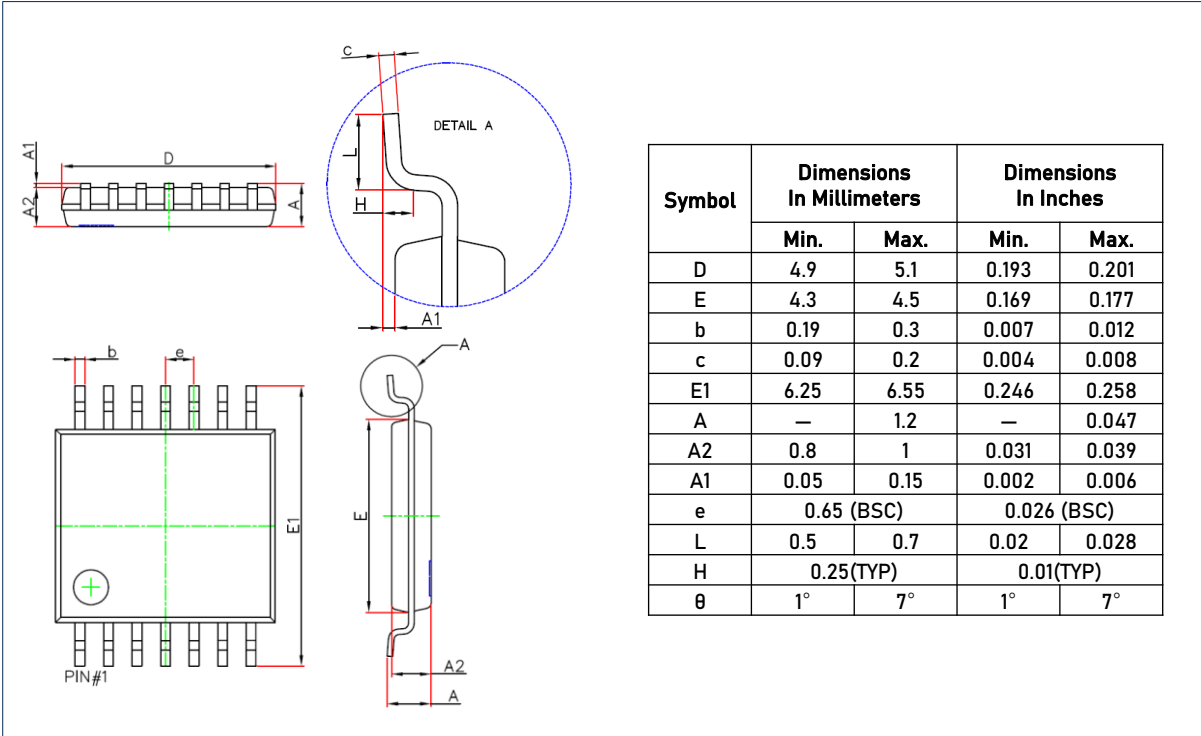 c
DETAIL A
L
H
A1
A1
D
A2
A
b
e
E1
PIN#1
A
E
A2
A
Symbol Dimensions In Millimeters Dimensions In Inches
Min. Max. Min. Max.
D 4.9 5.1 0.193 0.201
E 4.3 4.5 0.169 0.177
b 0.19 0.3 0.007 0.012
c 0.09 0.2 0.004 0.008
E1 6.25 6.55 0.246 0.258
A — 1.2 — 0.047
A2 0.8 1 0.031 0.039
A1 0.05 0.15 0.002 0.006
e 0.65 (BSC) 0.026 (BSC)
L 0.5 0.7 0.02 0.028
H 0.25(TYP) 0.01(TYP)
θ 1° 7° 1° 7°